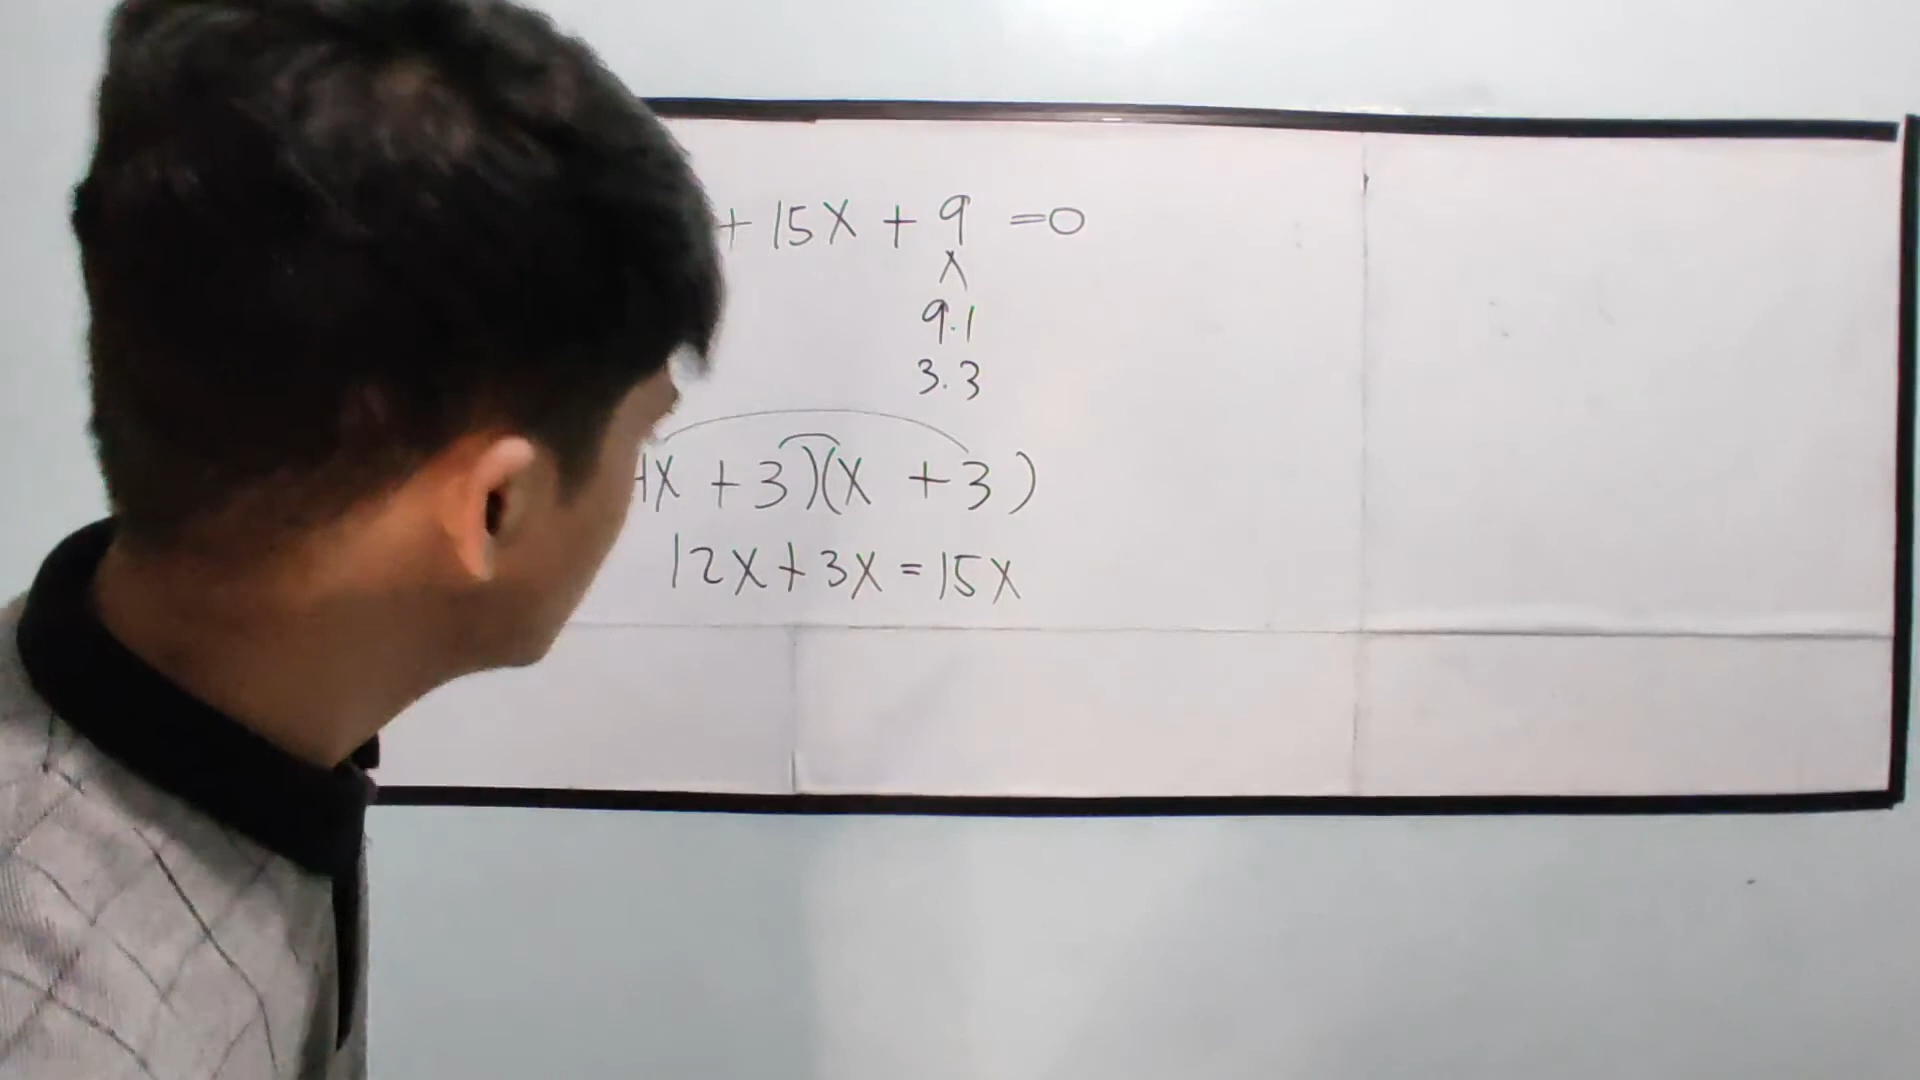 + 15X + 9 =0
9.1
3.3
X + 3)(X + 3)
12X + 3X = 15X